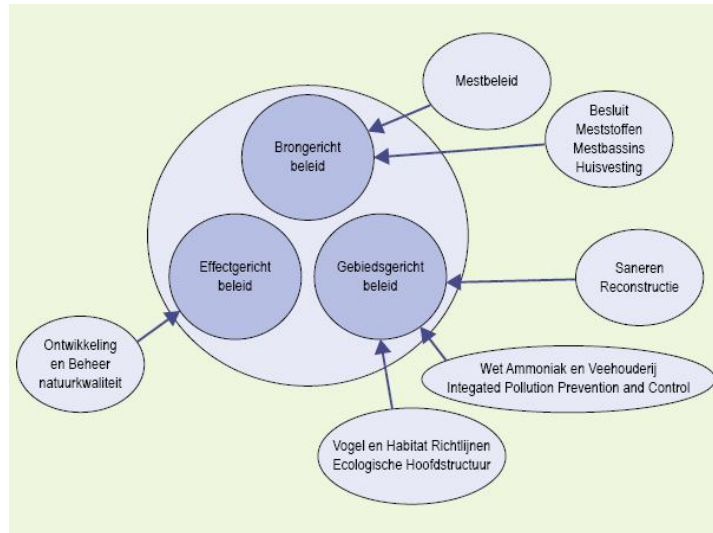 Mestbeleid
Besluit
Meststoffen
Mestbassins
Huisvesting
Brongericht
beleid
Effectgericht
beleid
Gebiedsgericht
beleid
Saneren
Reconstructie
Ontwikkeling
en Beheer
natuurkwaliteit
Wet Ammoniak en Veehouderij
Integated Pollution Prevention and Control
Vogel en Habitat Richtlijnen
Ecologische Hoofdstructuur